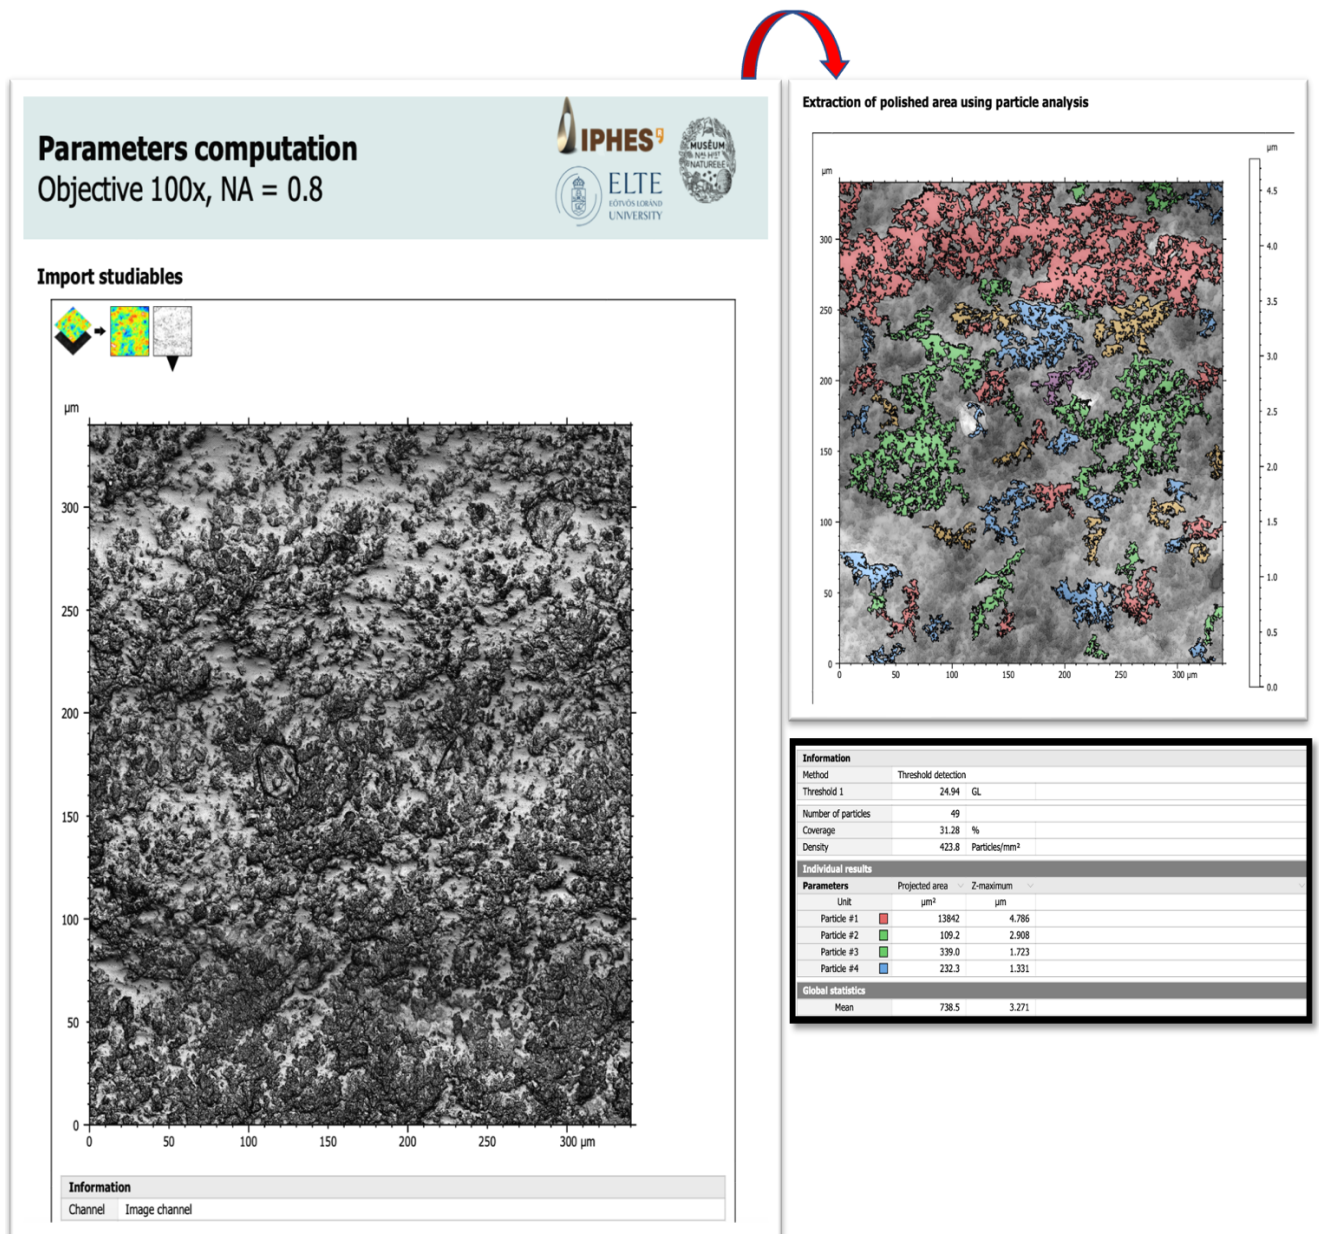 Parameters computation
Objective 100x, NA = 0.8
IPHES
MUSÉUM
NAT HIST
NATURELLE
ELTE
EÖTVÖS LORÁND
UNIVERSITY
Import studiables
µm
300
250
200
150
100
50
0
0 50 100 150 200 250 300 µm
Information
Channel Image channel
Extraction of polished area using particle analysis
µm
µm
300
250
200
150
100
50
0
0 50 100 150 200 250 300 µm
4.5
4.0
3.5
3.0
2.5
2.0
1.5
1.0
0.5
0.0
Information
Method Threshold detection
Threshold 1 24.94 GL
Number of particles 49
Coverage 31.28 %
Density 423.8 Particles/mm²
Individual results
Parameters Projected area Z-maximum
Unit µm² µm
Particle #1 13842 4.786
Particle #2 109.2 2.908
Particle #3 339.0 1.723
Particle #4 232.3 1.331
Global statistics
Mean 738.5 3.271